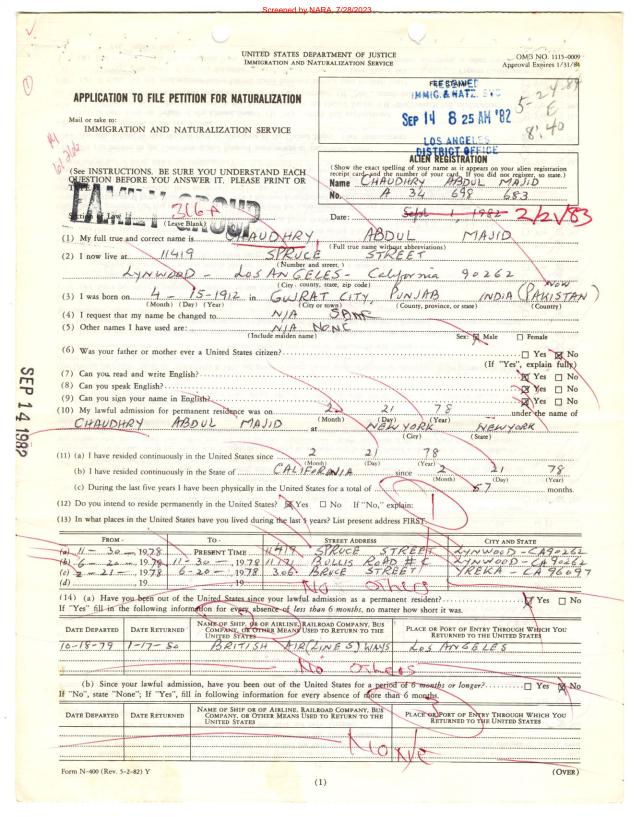 Screened by NARA, 7/28/2023
UNITED STATES DEPARTMENT OF JUSTICE
IMMIGRATION AND NATURALIZATION SERVICE
OMB NO. 1115-0009
Approval Expires 1/31/84
APPLICATION TO FILE PETITION FOR NATURALIZATION
Mail or take to:
IMMIGRATION AND NATURALIZATION SERVICE
IMMIG. & NATZ. SVC
SEP 14 8 25 AM '82
LOS ANGELES
DISTRICT OFFICE
5-24-84
E
8:40
(See INSTRUCTIONS. BE SURE YOU UNDERSTAND EACH QUESTION BEFORE YOU ANSWER IT. PLEASE PRINT OR
FAMILY GROUP
316A
(Leave Blank)
ALIEN REGISTRATION
(Show the exact spelling of your name as it appears on your alien registration receipt card and the number of your card. If you did not register, so state.)
Name CHAUDHRY ABDUL MAJID
No. A 34 698 683
Date: Sept 1, 1982 2/21/83
(1) My full true and correct name is CHAUDHRY, ABDUL MAJID
(Full true name without abbreviations)
(2) I now live at 11419 SPRUCE STREET
(Number and street,)
LYNWOOD - LOS ANGELES - California 90262
(City, county, state, zip code)
(3) I was born on 4 - 15-1912 in GUJRAT CITY, PUNJAB INDIA (NOW PAKISTAN)
(Month) (Day) (Year) (City or town) (County, province, or state) (Country)
(4) I request that my name be changed to N/A SAME
(5) Other names I have used are: N/A NONE
(Include maiden name) Sex: ☒ Male ☐ Female
(6) Was your father or mother ever a United States citizen? ☐ Yes ☒ No
(If "Yes", explain fully)
(7) Can you read and write English? ☒ Yes ☐ No
(8) Can you speak English? ☒ Yes ☐ No
(9) Can you sign your name in English? ☒ Yes ☐ No
(10) My lawful admission for permanent residence was on 2 21 78 under the name of
(Month) (Day) (Year)
CHAUDHRY ABDUL MAJID at NEW YORK NEW YORK
(City) (State)
(11) (a) I have resided continuously in the United States since 2 21 78
(Month) (Day) (Year)
(b) I have resided continuously in the State of CALIFORNIA since 2 21 78
(Month) (Day) (Year)
(c) During the last five years I have been physically in the United States for a total of 57 months.
(12) Do you intend to reside permanently in the United States? ☒ Yes ☐ No If "No," explain:
(13) In what places in the United States have you lived during the last 5 years? List present address FIRST.
FROM - TO - STREET ADDRESS CITY AND STATE
(a) 11 - 30 - , 1978 PRESENT TIME 11419 SPRUCE STREET LYNWOOD - CA 90262
(b) 6 - 20 - , 1978 11 - 30 - , 1978 11171 BULLIS ROAD # C LYNWOOD - CA 90262
(c) 2 - 21 - , 1978 6 - 20 - , 1978 306 BRUCE STREET YREKA - CA 96097
(d) , 19 , 19 No Others
(14) (a) Have you been out of the United States since your lawful admission as a permanent resident? ☒ Yes ☐ No
If "Yes" fill in the following information for every absence of less than 6 months, no matter how short it was.
DATE DEPARTED DATE RETURNED NAME OF SHIP, OR OF AIRLINE, RAILROAD COMPANY, BUS COMPANY, OR OTHER MEANS USED TO RETURN TO THE UNITED STATES PLACE OR PORT OF ENTRY THROUGH WHICH YOU RETURNED TO THE UNITED STATES
10-18-79 1-17-80 BRITISH AIR (LINES) WAYS LOS ANGELES
No Others
(b) Since your lawful admission, have you been out of the United States for a period of 6 months or longer? ☐ Yes ☒ No
If "No", state "None"; If "Yes", fill in following information for every absence of more than 6 months.
DATE DEPARTED DATE RETURNED NAME OF SHIP OR OF AIRLINE, RAILROAD COMPANY, BUS COMPANY, OR OTHER MEANS USED TO RETURN TO THE UNITED STATES PLACE OR PORT OF ENTRY THROUGH WHICH YOU RETURNED TO THE UNITED STATES
None
Form N-400 (Rev. 5-2-82) Y
(1)
(OVER)
SEP 14 1982